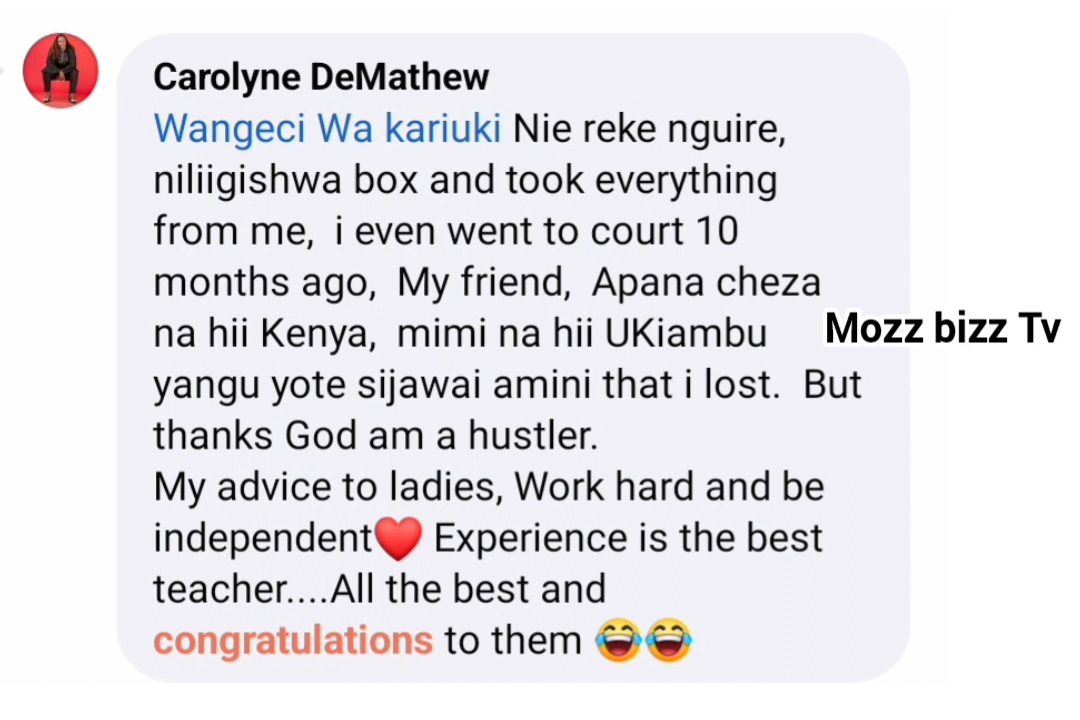 Carolyne DeMathew
Wangeci Wa kariuki Nie reke nguire,
niliigishwa box and took everything
from me,  i even went to court 10
months ago,  My friend,  Apana cheza
na hii Kenya,  mimi na hii UKiambu
Mozz bizz Tv
yangu yote sijawai amini that i lost.  But
thanks God am a hustler.
My advice to ladies, Work hard and be
independent❤️ Experience is the best
teacher....All the best and
congratulations to them 😂😂